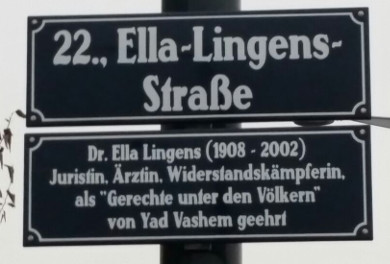 22., Ella-Lingens-
Straße
Dr. Ella Lingens (1908 - 2002)
Juristin, Ärztin, Widerstandskämpferin,
als "Gerechte unter den Völkern"
von Yad Vashem geehrt